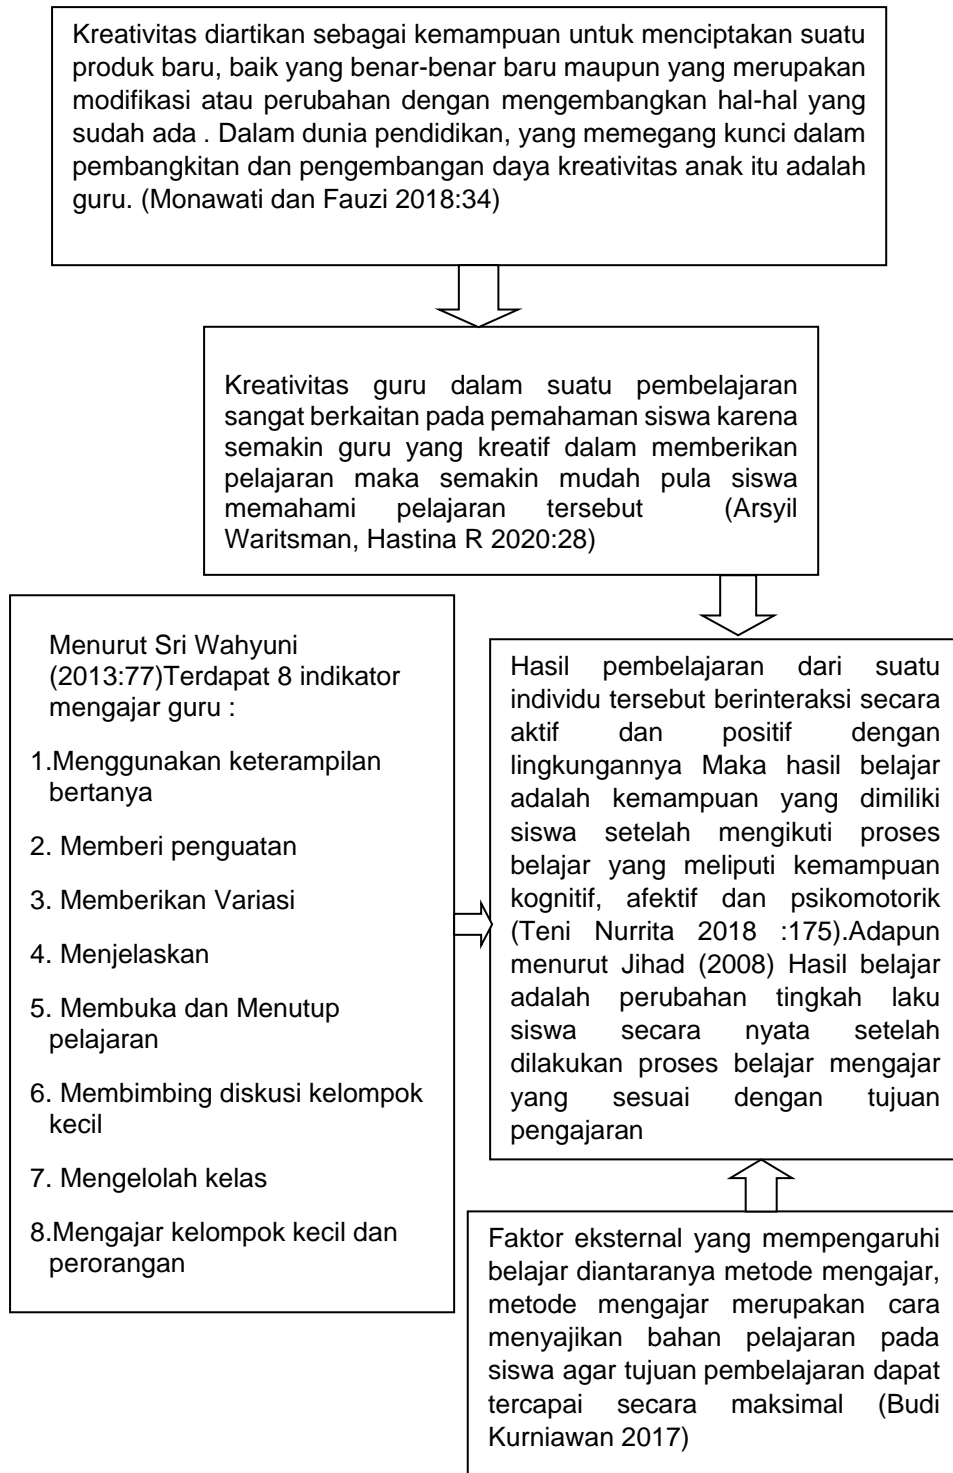 Kreativitas diartikan sebagai kemampuan untuk menciptakan suatu
produk baru, baik yang benar-benar baru maupun yang merupakan
modifikasi atau perubahan dengan mengembangkan hal-hal yang
sudah ada . Dalam dunia pendidikan, yang memegang kunci dalam
pembangkitan dan pengembangan daya kreativitas anak itu adalah
guru. (Monawati dan Fauzi 2018:34)
Kreativitas guru dalam suatu pembelajaran
sangat berkaitan pada pemahaman siswa karena
semakin guru yang kreatif dalam memberikan
pelajaran maka semakin mudah pula siswa
memahami pelajaran tersebut (Arsyil
Waritsman, Hastina R 2020:28)
Menurut Sri Wahyuni
(2013:77)Terdapat 8 indikator
mengajar guru :
1.Menggunakan keterampilan
bertanya
2. Memberi penguatan
3. Memberikan Variasi
4. Menjelaskan
5. Membuka dan Menutup
pelajaran
6. Membimbing diskusi kelompok
kecil
7. Mengelolah kelas
8.Mengajar kelompok kecil dan
perorangan
Hasil pembelajaran dari suatu
individu tersebut berinteraksi secara
aktif dan positif dengan
lingkungannya Maka hasil belajar
adalah kemampuan yang dimiliki
siswa setelah mengikuti proses
belajar yang meliputi kemampuan
kognitif, afektif dan psikomotorik
(Teni Nurrita 2018 :175).Adapun
menurut Jihad (2008) Hasil belajar
adalah perubahan tingkah laku
siswa secara nyata setelah
dilakukan proses belajar mengajar
yang sesuai dengan tujuan
pengajaran
Faktor eksternal yang mempengaruhi
belajar diantaranya metode mengajar,
metode mengajar merupakan cara
menyajikan bahan pelajaran pada
siswa agar tujuan pembelajaran dapat
tercapai secara maksimal (Budi
Kurniawan 2017)